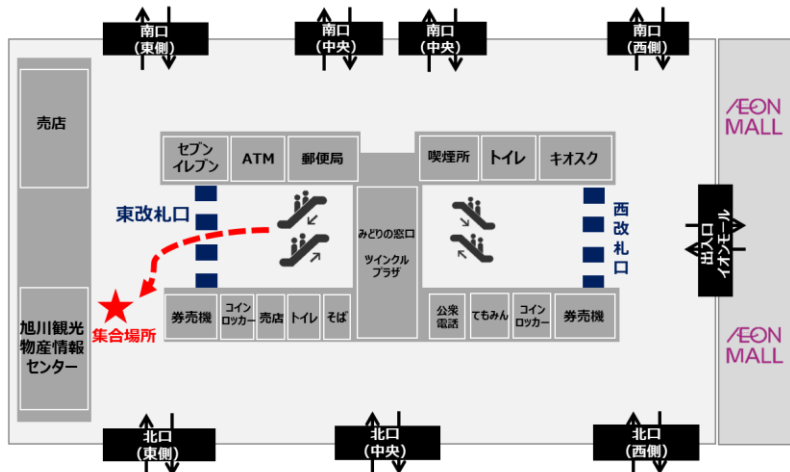 南口
(東側)
南口
(中央)
南口
(中央)
南口
(西側)
売店
セブン
イレブン
ATM
郵便局
喫煙所
トイレ
キオスク
ÆON
MALL
東改札口
みどりの窓口
ツインクル
プラザ
西改札口
出入口
イオンモール
旭川観光
物産情報
センター
集合場所
券売機
コイン
ロッカー
売店
トイレ
そば
公衆
電話
てもみん
コイン
ロッカー
券売機
ÆON
MALL
北口
(東側)
北口
(中央)
北口
(西側)